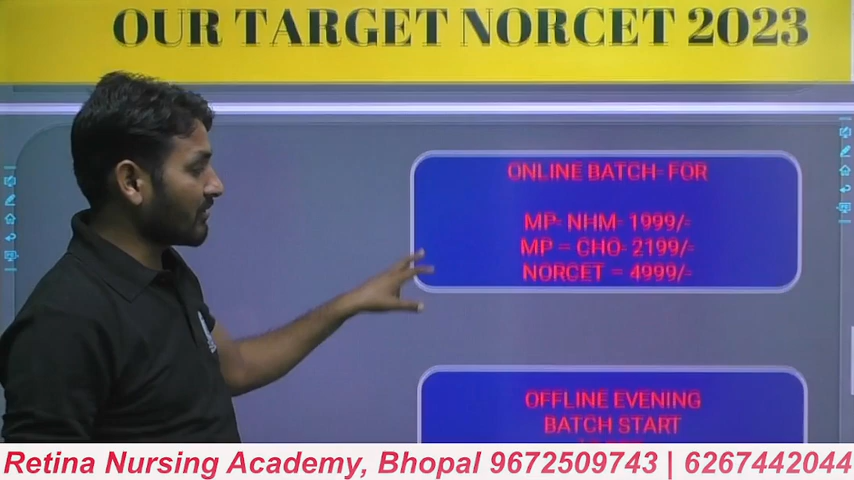 OUR TARGET NORCET 2023
ONLINE BATCH FOR
MP- NHM- 1999/-
MP - CHO- 2199/-
NORCET = 4999/-
OFFLINE EVENING
BATCH START
Retina Nursing Academy, Bhopal 9672509743 | 6267442044